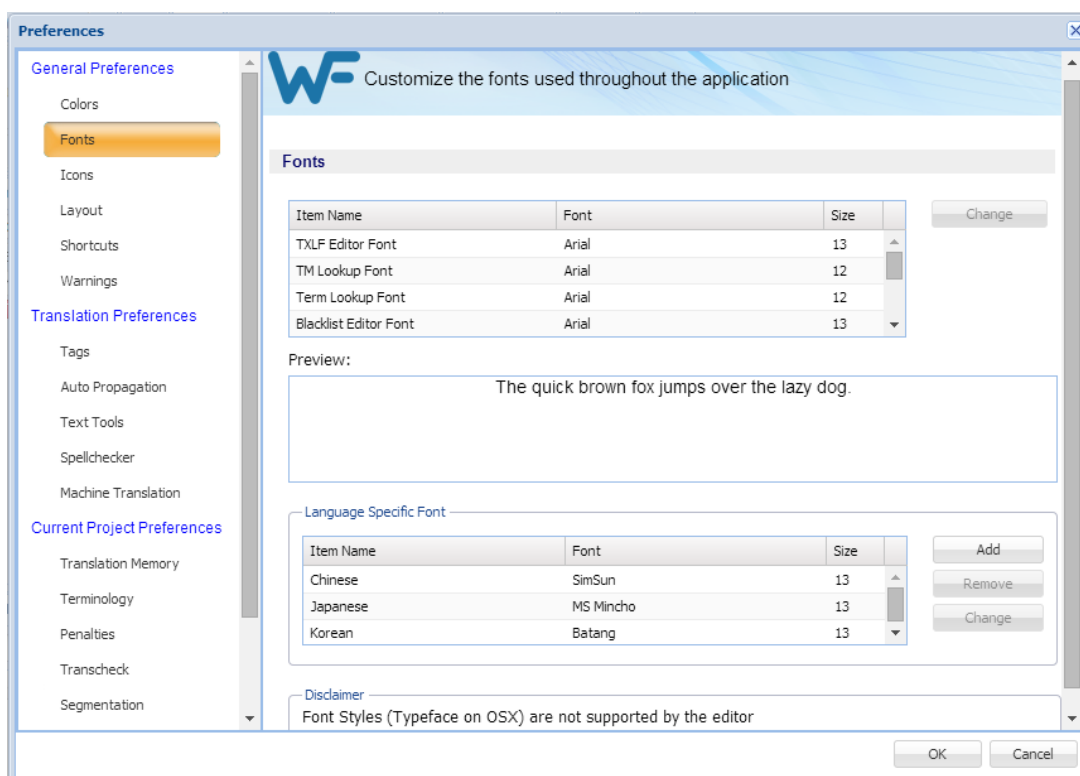 Preferences
General Preferences
Colors
Fonts
Icons
Layout
Shortcuts
Warnings
Translation Preferences
Tags
Auto Propagation
Text Tools
Spellchecker
Machine Translation
Current Project Preferences
Translation Memory
Terminology
Penalties
Transcheck
Segmentation
WF Customize the fonts used throughout the application
Fonts
Item Name Font Size
TXLF Editor Font Arial 13
TM Lookup Font Arial 12
Term Lookup Font Arial 12
Blacklist Editor Font Arial 13
Change
Preview:
The quick brown fox jumps over the lazy dog.
Language Specific Font
Item Name Font Size
Chinese SimSun 13
Japanese MS Mincho 13
Korean Batang 13
Add
Remove
Change
Disclaimer
Font Styles (Typeface on OSX) are not supported by the editor
OK Cancel